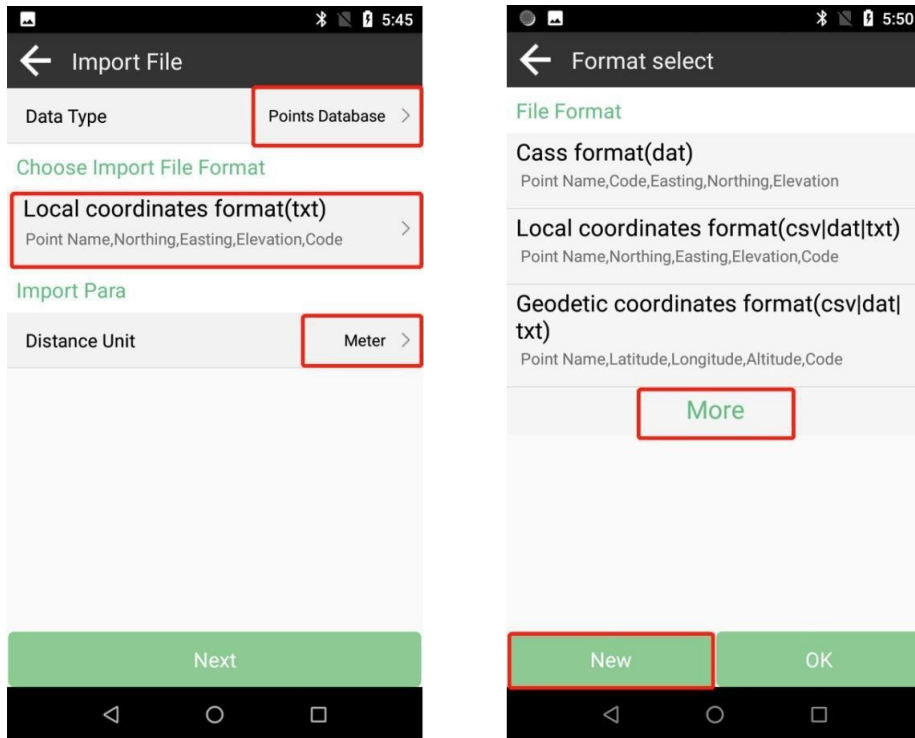 5:45
Import File
Data Type
Points Database
Choose Import File Format
Local coordinates format(txt)
Point Name,Northing,Easting,Elevation,Code
Import Para
Distance Unit
Meter
Next
5:50
Format select
File Format
Cass format(dat)
Point Name,Code,Easting,Northing,Elevation
Local coordinates format(csv|dat|txt)
Point Name,Northing,Easting,Elevation,Code
Geodetic coordinates format(csv|dat|
txt)
Point Name,Latitude,Longitude,Altitude,Code
More
New
OK